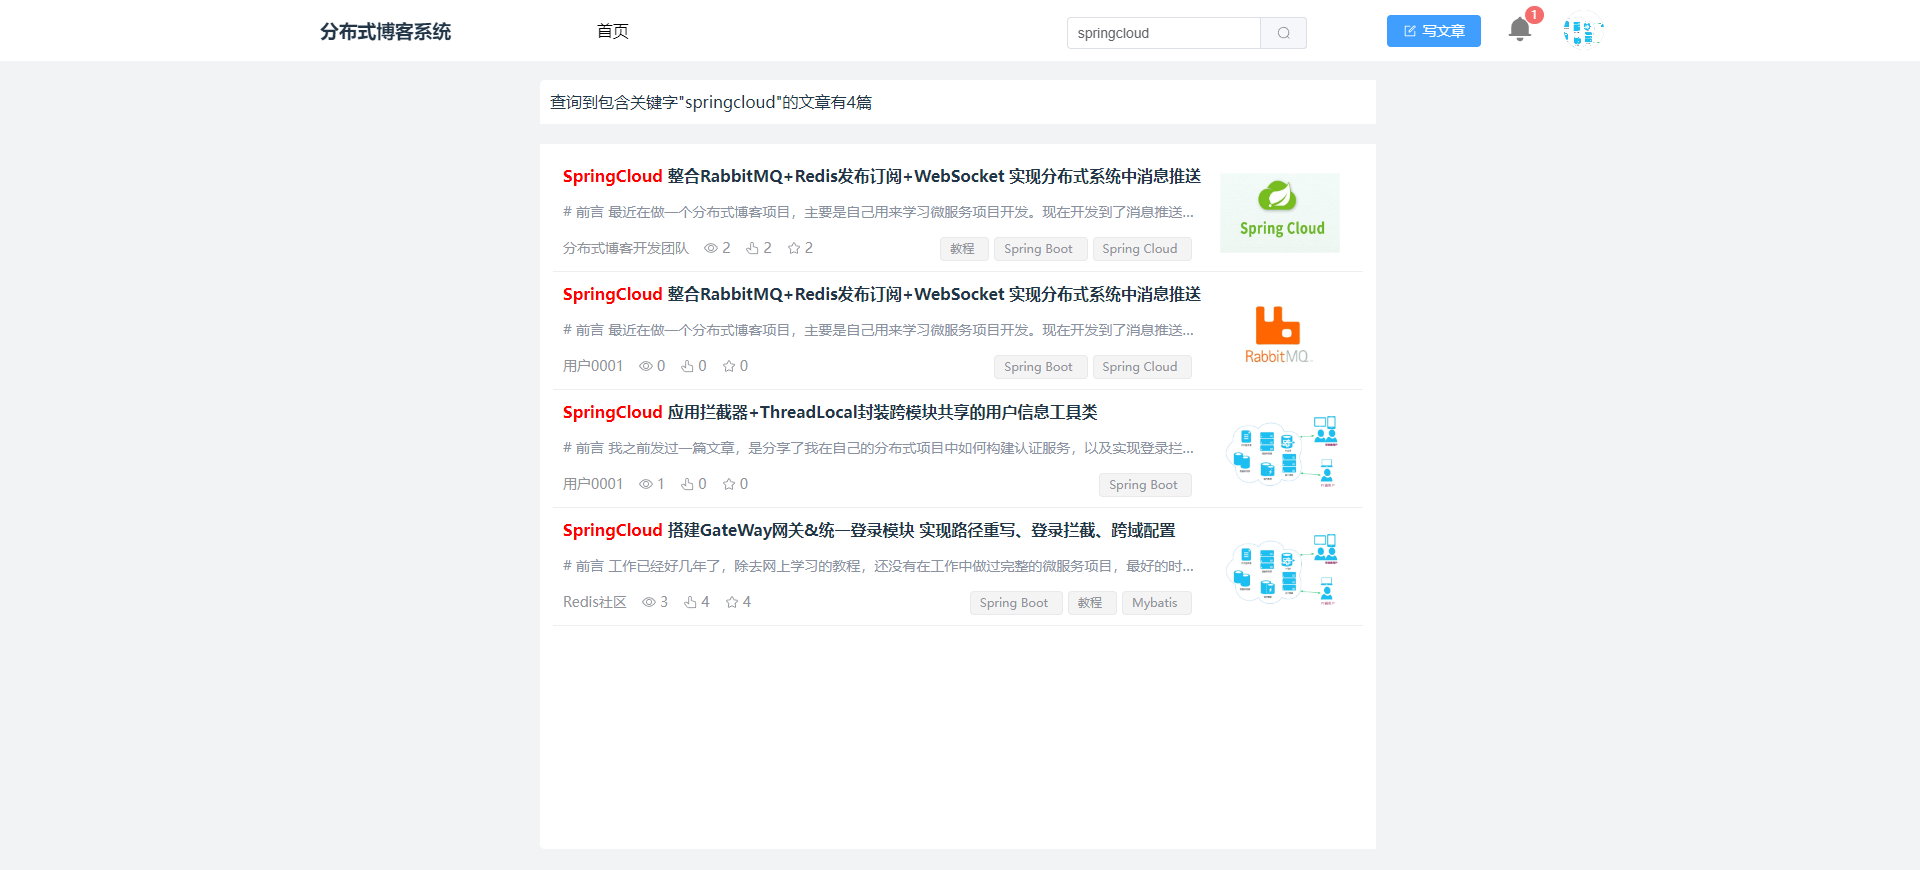 分布式博客系统 首页 springcloud 写文章 1
查询到包含关键字"springcloud"的文章有4篇
SpringCloud 整合RabbitMQ+Redis发布订阅+WebSocket 实现分布式系统中消息推送
# 前言 最近在做一个分布式博客项目，主要是自己用来学习微服务项目开发。现在开发到了消息推送...
分布式博客开发团队 2 2 2 教程 Spring Boot Spring Cloud
Spring Cloud
SpringCloud 整合RabbitMQ+Redis发布订阅+WebSocket 实现分布式系统中消息推送
# 前言 最近在做一个分布式博客项目，主要是自己用来学习微服务项目开发。现在开发到了消息推送...
用户0001 0 0 0 Spring Boot Spring Cloud
RabbitMQ
SpringCloud 应用拦截器+ThreadLocal封装跨模块共享的用户信息工具类
# 前言 我之前发过一篇文章，是分享了我在自己的分布式项目中如何构建认证服务，以及实现登录拦...
用户0001 1 0 0 Spring Boot
SpringCloud 搭建GateWay网关&统一登录模块 实现路径重写、登录拦截、跨域配置
# 前言 工作已经好几年了，除去网上学习的教程，还没有在工作中做过完整的微服务项目，最好的时...
Redis社区 3 4 4 Spring Boot 教程 Mybatis